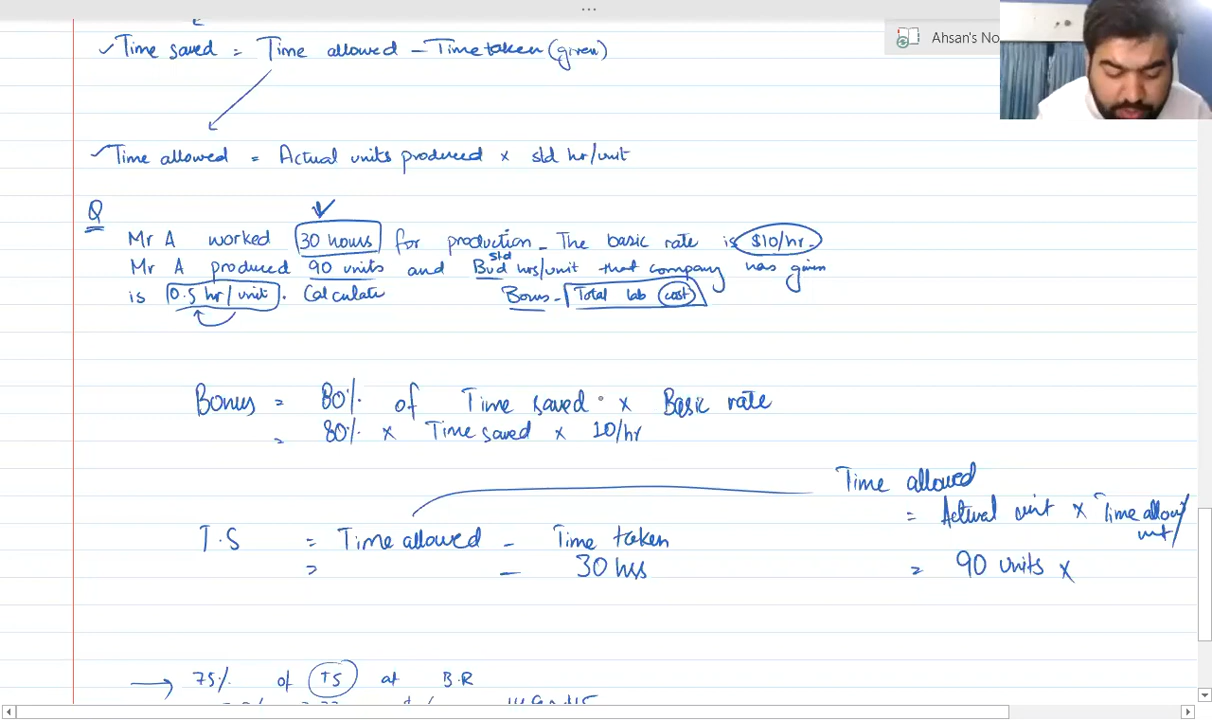 ...
Ahsan's No
✓ Time saved = Time allowed - Time taken (given)
✓ Time allowed = Actual units produced × std hr/unit
Q
Mr A worked 30 hours for production - The basic rate is $10/hr.
std
Mr A produced 90 units and Bud hrs/unit that company has given
is 0.5 hr/unit. Calculate Bonus - Total lab cost
Bonus = 80% of Time saved × Basic rate
= 80% × Time saved × 10/hr
Time allowed
= Actual unit × Time allow/
unit/
T.S = Time allowed - Time taken
= - 30 hrs
= 90 units ×
→ 75% of TS at B.R